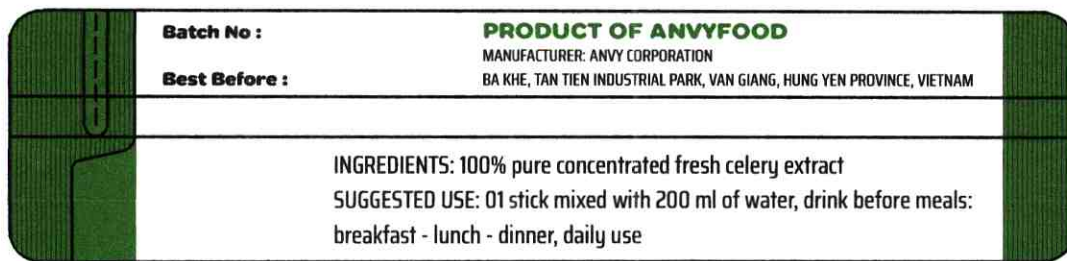 Batch No :
PRODUCT OF ANVYFOOD
MANUFACTURER: ANVY CORPORATION
Best Before :
BA KHE, TAN TIEN INDUSTRIAL PARK, VAN GIANG, HUNG YEN PROVINCE, VIETNAM
INGREDIENTS: 100% pure concentrated fresh celery extract
SUGGESTED USE: 01 stick mixed with 200 ml of water, drink before meals:
breakfast - lunch - dinner, daily use